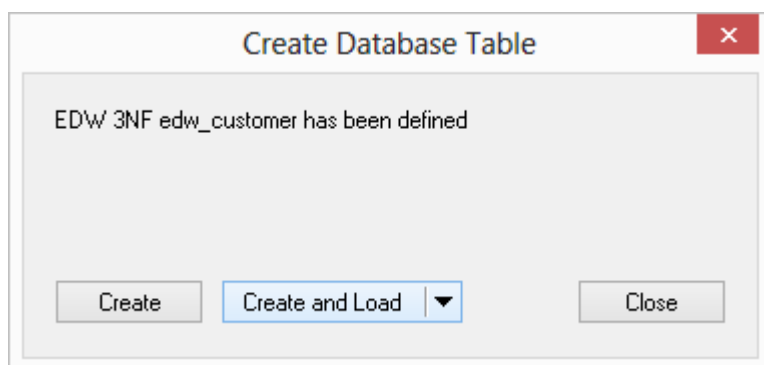 Create Database Table
EDW 3NF edw_customer has been defined
Create
Create and Load
Close